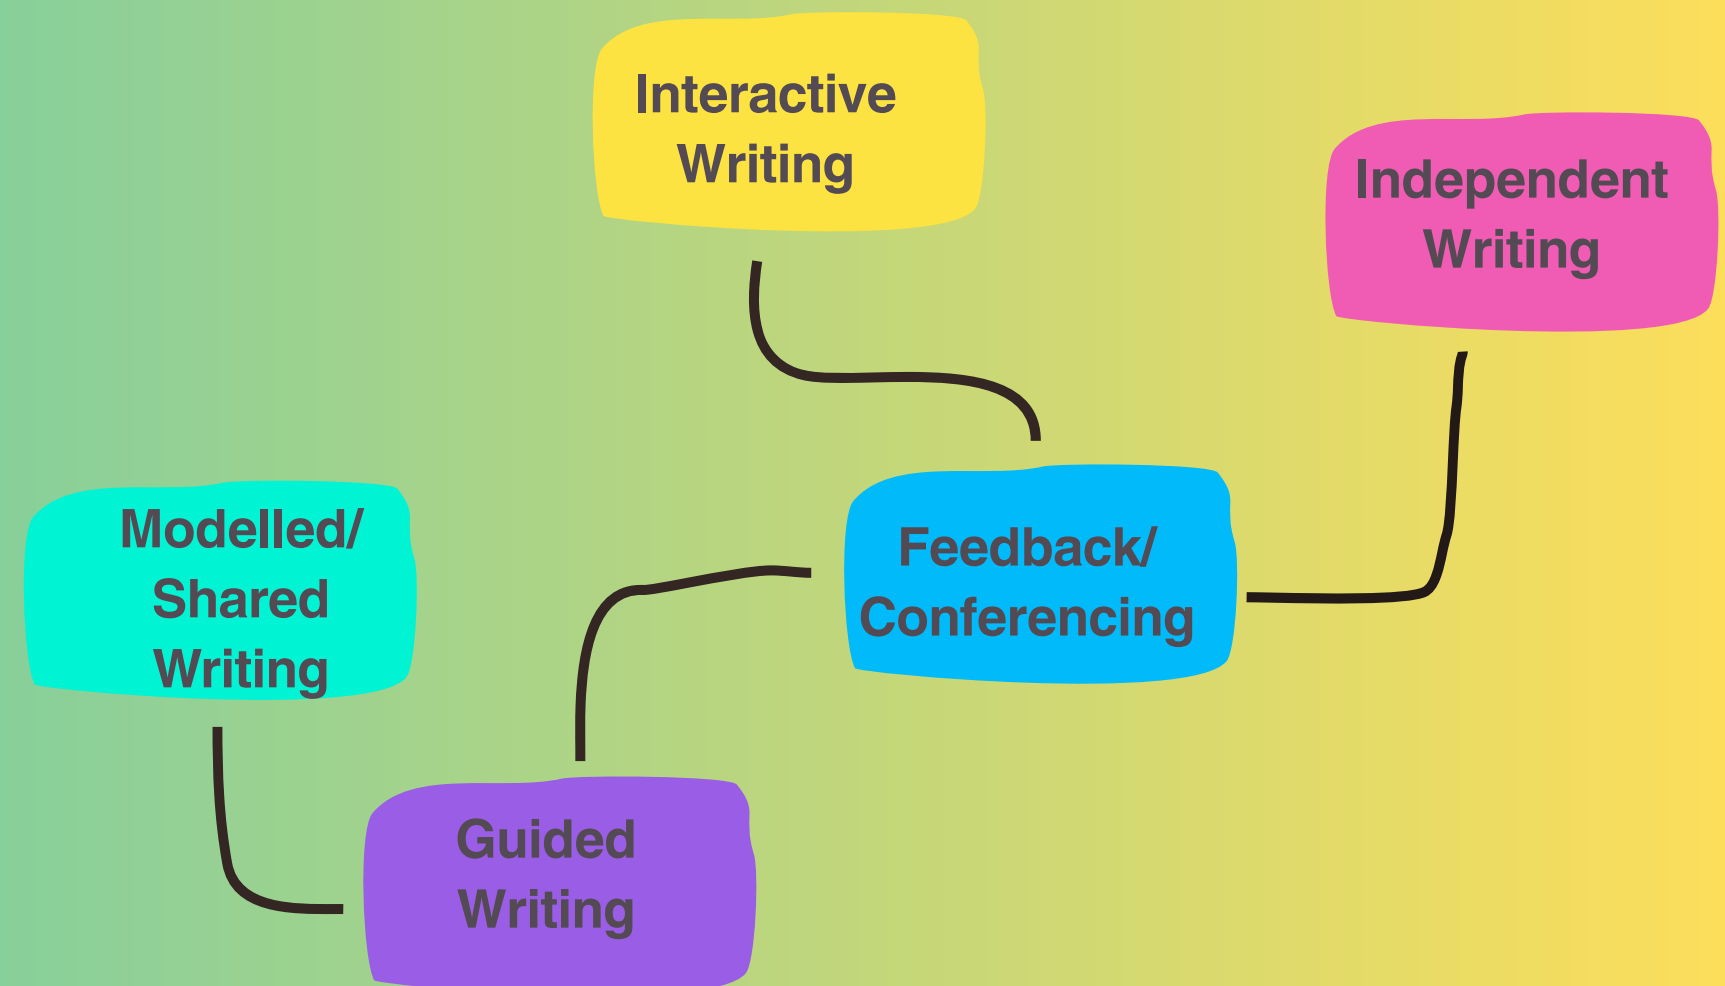 Interactive
Writing
Independent
Writing
Modelled/
Shared
Writing
Feedback/
Conferencing
Guided
Writing